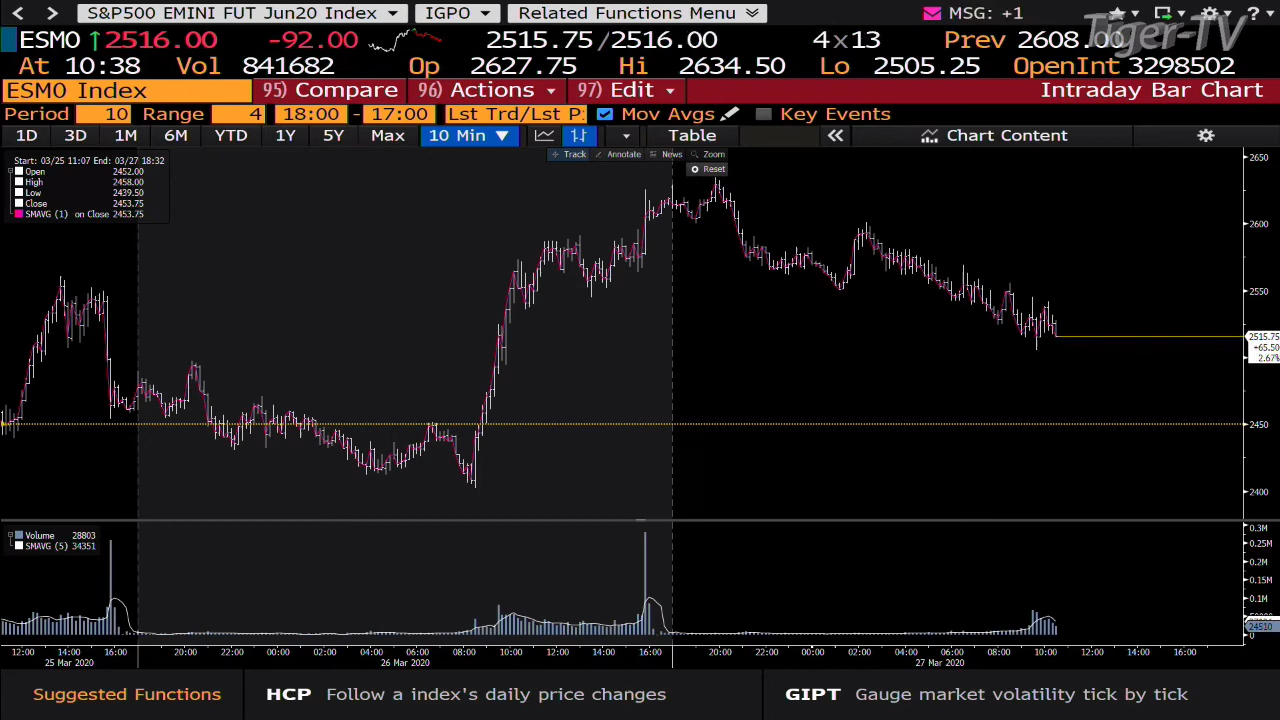 S&P500 EMINI FUT Jun20 Index IGPO Related Functions Menu MSG: +1
Tiger-TV
ESM0 ↑2516.00 -92.00 2515.75/2516.00 4x13 Prev 2608.00
At 10:38 Vol 841682 Op 2627.75 Hi 2634.50 Lo 2505.25 OpenInt 3298502
ESM0 Index 95) Compare 96) Actions 97) Edit Intraday Bar Chart
Period 10 Range 4 18:00 - 17:00 Lst Trd/Lst P Mov Avgs Key Events
1D 3D 1M 6M YTD 1Y 5Y Max 10 Min ▼ Table « Chart Content
Track Annotate News Zoom
Reset
Start: 03/25 11:07 End: 03/27 18:32
Open 2452.00
High 2458.00
Low 2439.50
Close 2453.75
SMAVG (1) on Close 2453.75
2650
2600
2550
2515.75
+65.50
2.67%
2450
2400
Volume 28803
SMAVG (5) 34351
0.3M
0.25M
0.2M
0.15M
0.1M
24510
0
12:00 14:00 16:00 20:00 22:00 00:00 02:00 04:00 06:00 08:00 10:00 12:00 14:00 16:00 20:00 22:00 00:00 02:00 04:00 06:00 08:00 10:00 12:00 14:00 16:00
25 Mar 2020 26 Mar 2020 27 Mar 2020
Suggested Functions HCP Follow a index's daily price changes GIPT Gauge market volatility tick by tick